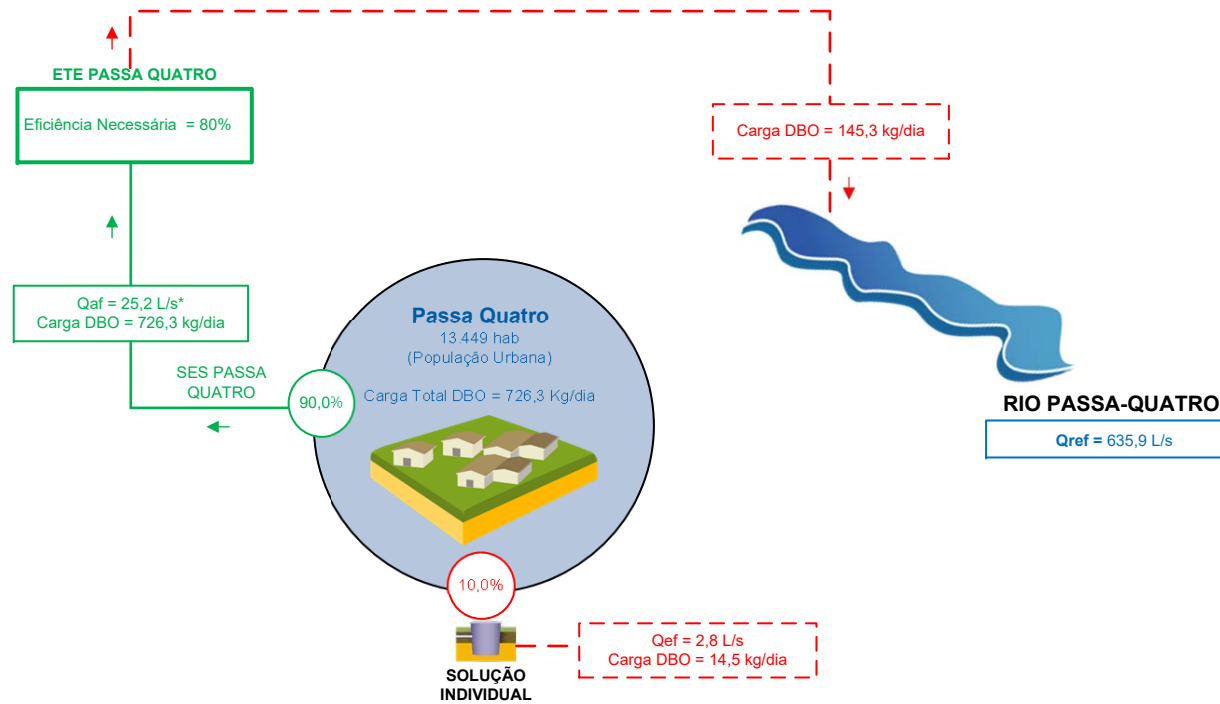 ETE PASSA QUATRO
Eficiência Necessária = 80%
Carga DBO = 145,3 kg/dia
Qaf = 25,2 L/s*
Carga DBO = 726,3 kg/dia
SES PASSA
QUATRO
90,0%
Passa Quatro
13.449 hab
(População Urbana)
Carga Total DBO = 726,3 Kg/dia
RIO PASSA-QUATRO
Qref = 635,9 L/s
10,0%
Qef = 2,8 L/s
Carga DBO = 14,5 kg/dia
SOLUÇÃO
INDIVIDUAL